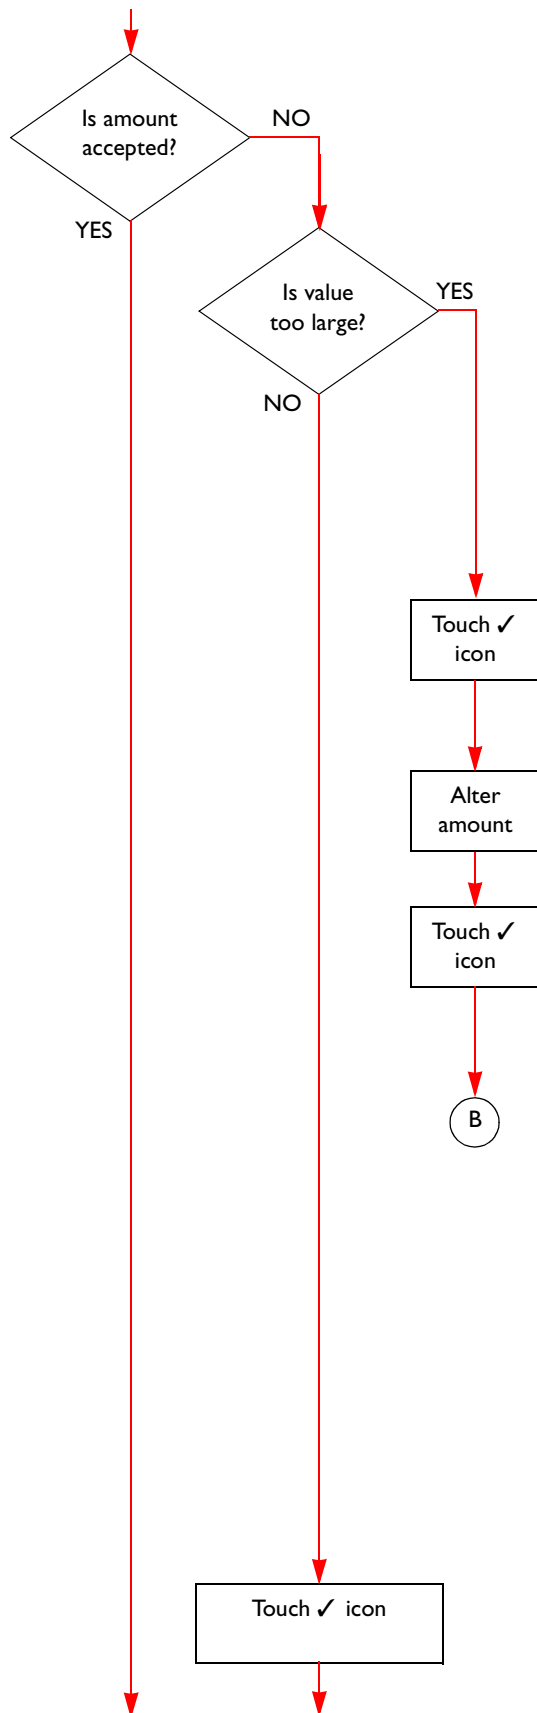 Is amount
accepted?
NO
YES
Is value
too large?
YES
NO
Touch ✓
icon
Alter
amount
Touch ✓
icon
B
Touch ✓ icon